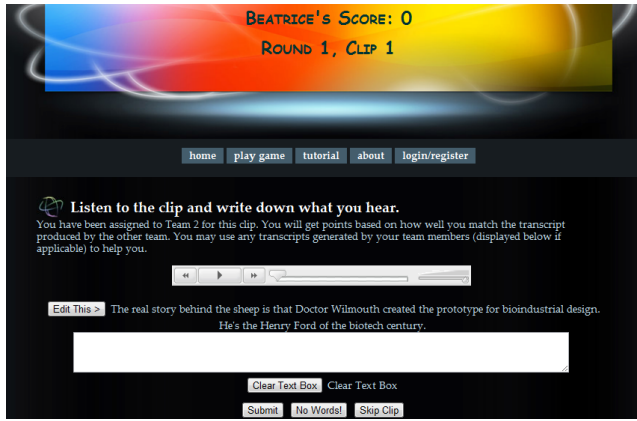 Beatrice's Score: 0
Round 1, Clip 1
home play game tutorial about login/register
Listen to the clip and write down what you hear.
You have been assigned to Team 2 for this clip. You will get points based on how well you match the transcript
produced by the other team. You may use any transcripts generated by your team members (displayed below if
applicable) to help you.
Edit This > The real story behind the sheep is that Doctor Wilmouth created the prototype for bioindustrial design.
He's the Henry Ford of the biotech century.
Clear Text Box Clear Text Box
Submit No Words! Skip Clip